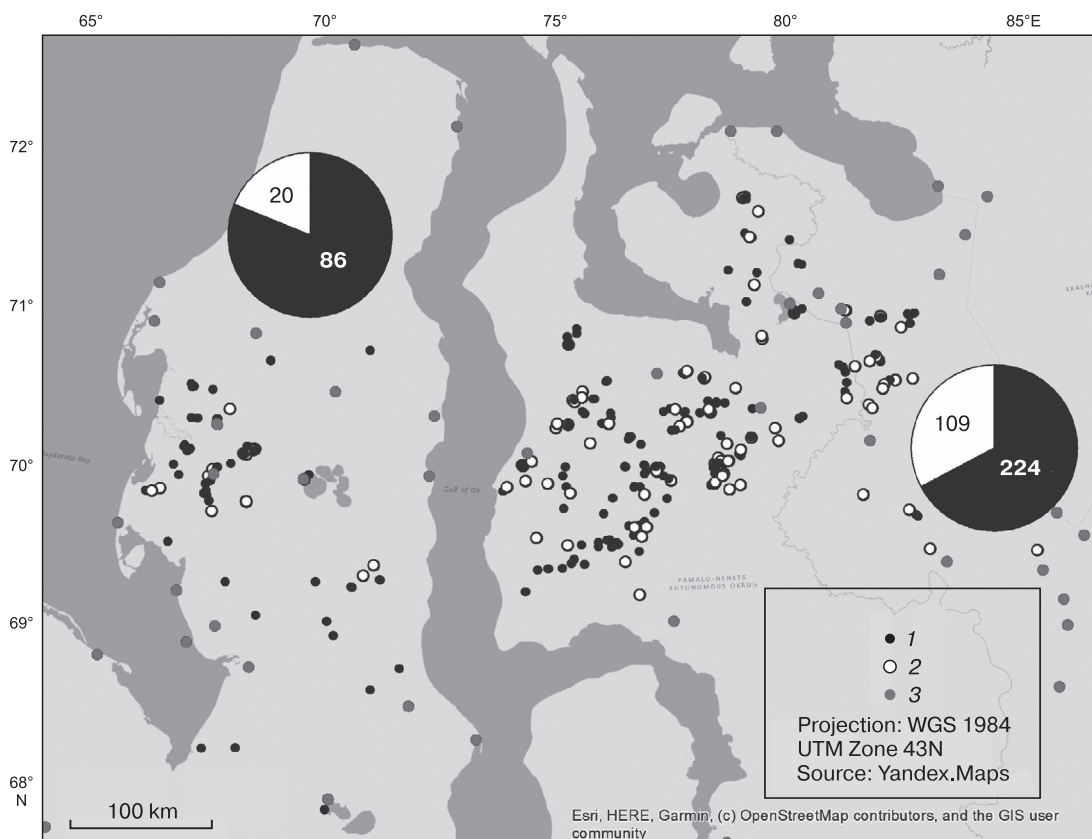 65° 70° 75° 80° 85°E
72°
20
86
71°
109
224
70°
Gulf of Ob
YAMALO-NENETS
AUTONOMOUS OKRUG
69°
1
2
3
Projection: WGS 1984
UTM Zone 43N
Source: Yandex.Maps
68°
N
100 km
Esri, HERE, Garmin, (c) OpenStreetMap contributors, and the GIS user
community